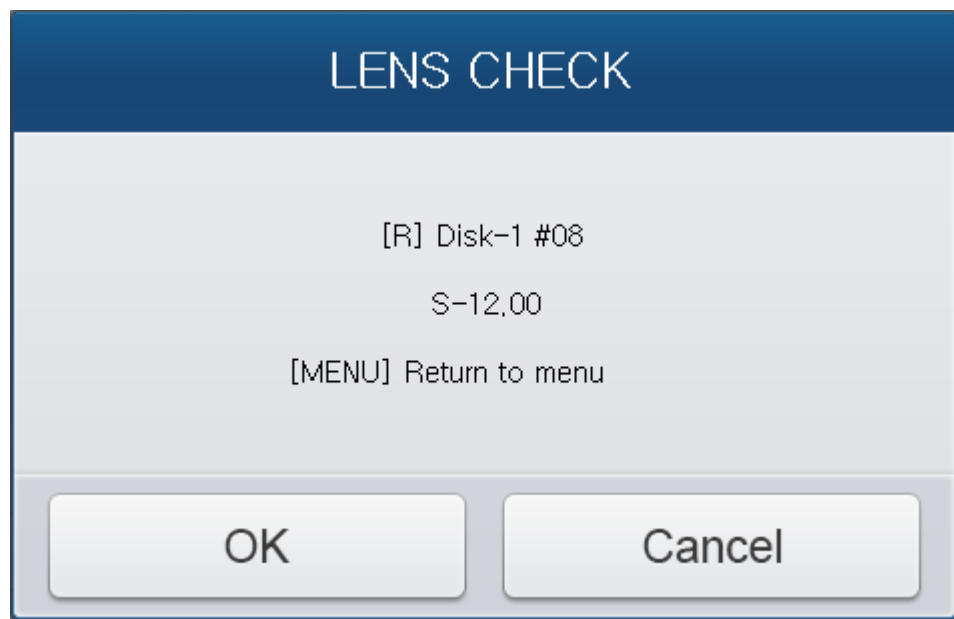 LENS CHECK
[R] Disk-1 #08
S-12.00
[MENU] Return to menu
OK
Cancel